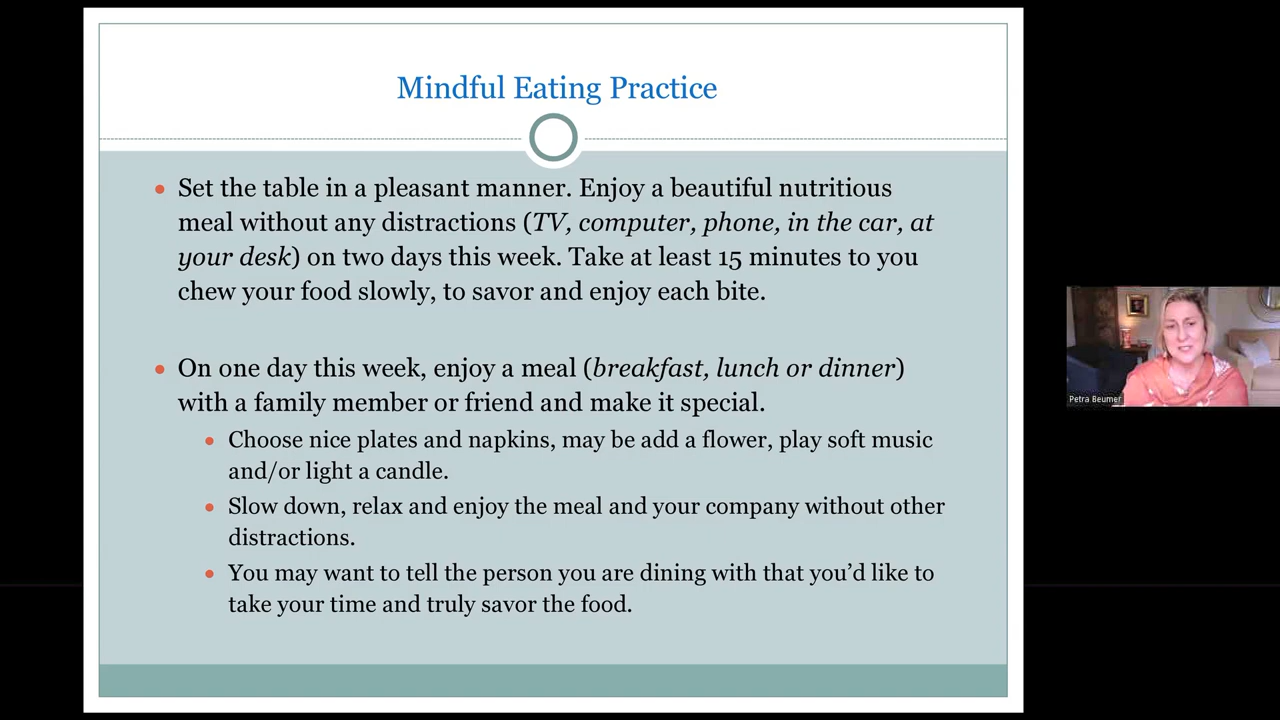 Mindful Eating Practice
• Set the table in a pleasant manner. Enjoy a beautiful nutritious
meal without any distractions (TV, computer, phone, in the car, at
your desk) on two days this week. Take at least 15 minutes to you
chew your food slowly, to savor and enjoy each bite.
• On one day this week, enjoy a meal (breakfast, lunch or dinner)
with a family member or friend and make it special.
• Choose nice plates and napkins, may be add a flower, play soft music
and/or light a candle.
• Slow down, relax and enjoy the meal and your company without other
distractions.
• You may want to tell the person you are dining with that you’d like to
take your time and truly savor the food.
Petra Beumer